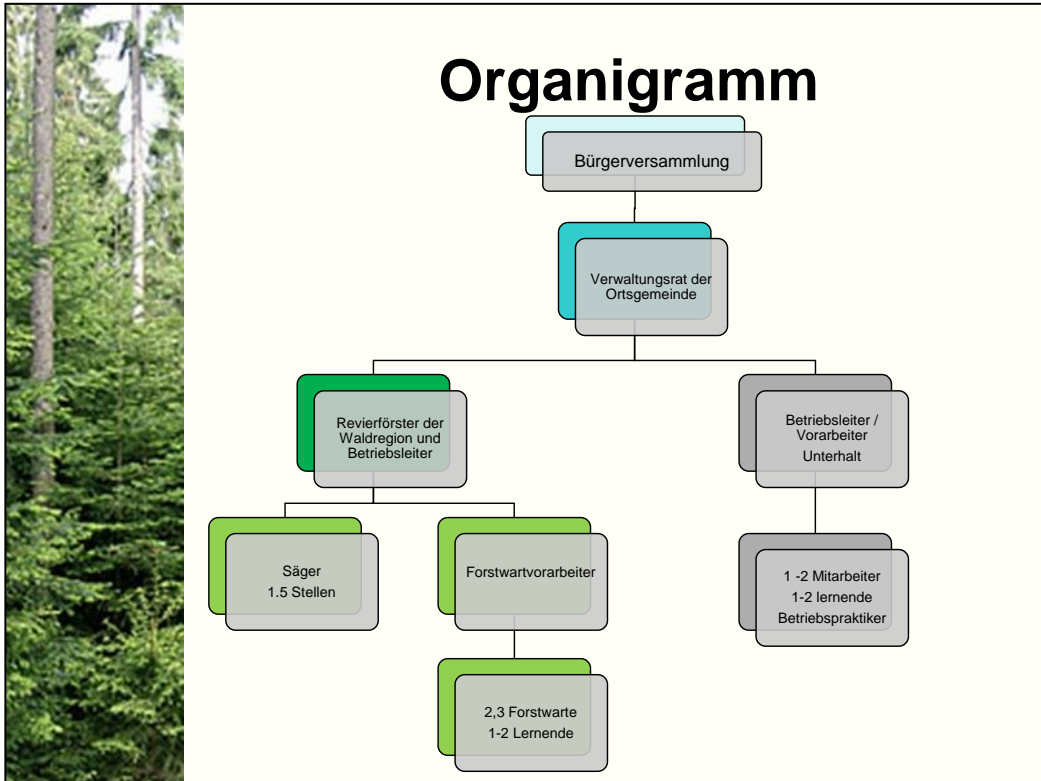 Organigramm
Bürgerversammlung
Verwaltungsrat der
Ortsgemeinde
Revierförster der
Waldregion und
Betriebsleiter
Betriebsleiter /
Vorarbeiter
Unterhalt
Säger
1.5 Stellen
Forstwartvorarbeiter
1 -2 Mitarbeiter
1-2 lernende
Betriebspraktiker
2,3 Forstwarte
1-2 Lernende